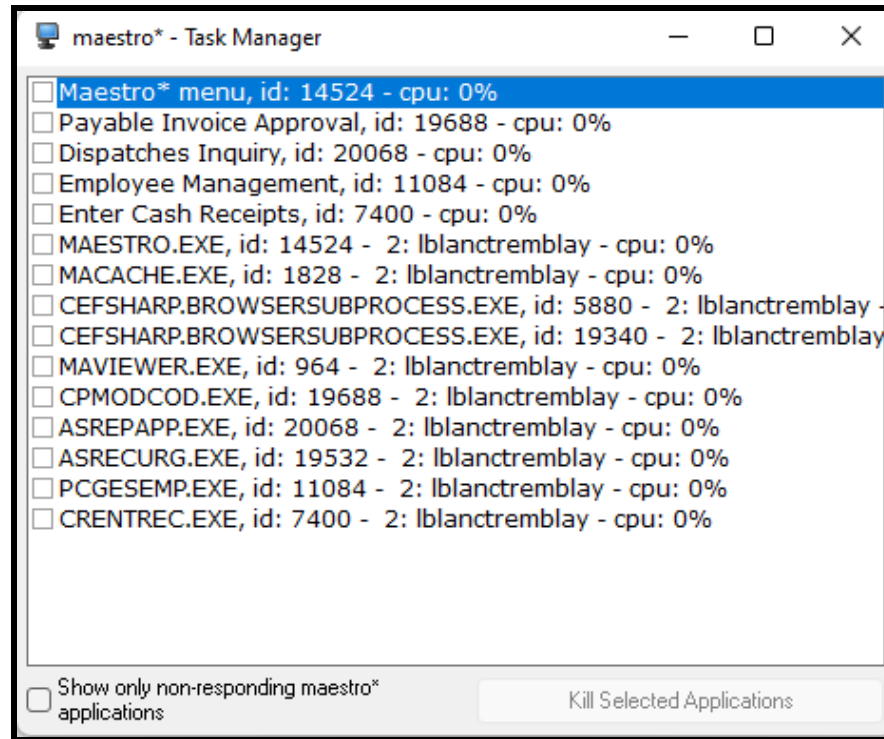 maestro* - Task Manager
Maestro* menu, id: 14524 - cpu: 0%
Payable Invoice Approval, id: 19688 - cpu: 0%
Dispatches Inquiry, id: 20068 - cpu: 0%
Employee Management, id: 11084 - cpu: 0%
Enter Cash Receipts, id: 7400 - cpu: 0%
MAESTRO.EXE, id: 14524 -  2: lblanctremblay - cpu: 0%
MACACHE.EXE, id: 1828 -  2: lblanctremblay - cpu: 0%
CEFSHARP.BROWSERSUBPROCESS.EXE, id: 5880 -  2: lblanctremblay -
CEFSHARP.BROWSERSUBPROCESS.EXE, id: 19340 -  2: lblanctremblay
MAVIEWER.EXE, id: 964 -  2: lblanctremblay - cpu: 0%
CPMODCOD.EXE, id: 19688 -  2: lblanctremblay - cpu: 0%
ASREPAPP.EXE, id: 20068 -  2: lblanctremblay - cpu: 0%
ASRECURG.EXE, id: 19532 -  2: lblanctremblay - cpu: 0%
PCGESEMP.EXE, id: 11084 -  2: lblanctremblay - cpu: 0%
CRENTREC.EXE, id: 7400 -  2: lblanctremblay - cpu: 0%
Show only non-responding maestro*
applications
Kill Selected Applications